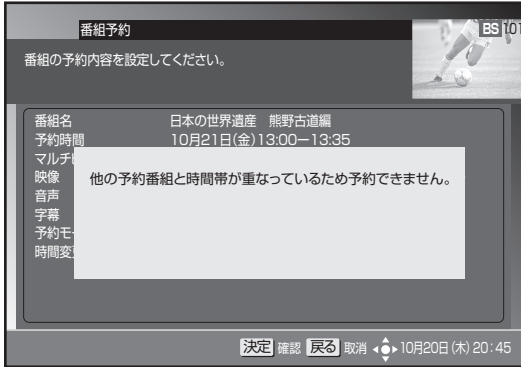 番組予約
BS 101
番組の予約内容を設定してください。
番組名 日本の世界遺産 熊野古道編
予約時間 10月21日(金)13:00ー13:35
マルチ
映像
音声
字幕
予約モ
時間変
他の予約番組と時間帯が重なっているため予約できません。
決定 確認 戻る 取消 10月20日(木)20:45